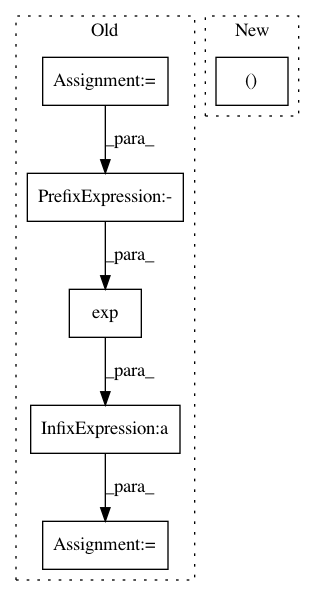 Old
New
Assignment:=
()
_para_
PrefixExpression:-
_para_
exp
_para_
InfixExpression:a
_para_
Assignment:=